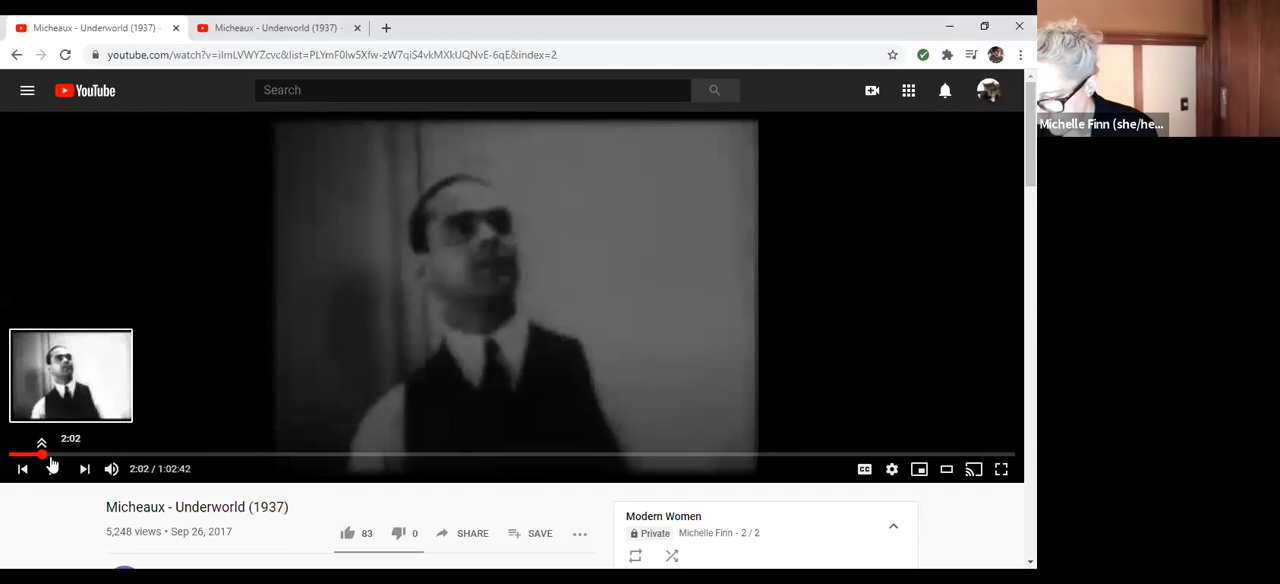 Micheaux - Underworld (1937) -
Micheaux - Underworld (1937) -
youtube.com/watch?v=iImLVWYZcvc&list=PLYmF0lw5Xfw-zW7qiS4vkMXkUQNvE-6qE&index=2
YouTube
Search
Michelle Finn (she/he...
2:02
2:02 / 1:02:42
CC
Micheaux - Underworld (1937)
5,248 views • Sep 26, 2017
83
0
SHARE
SAVE
Modern Women
Private Michelle Finn - 2 / 2